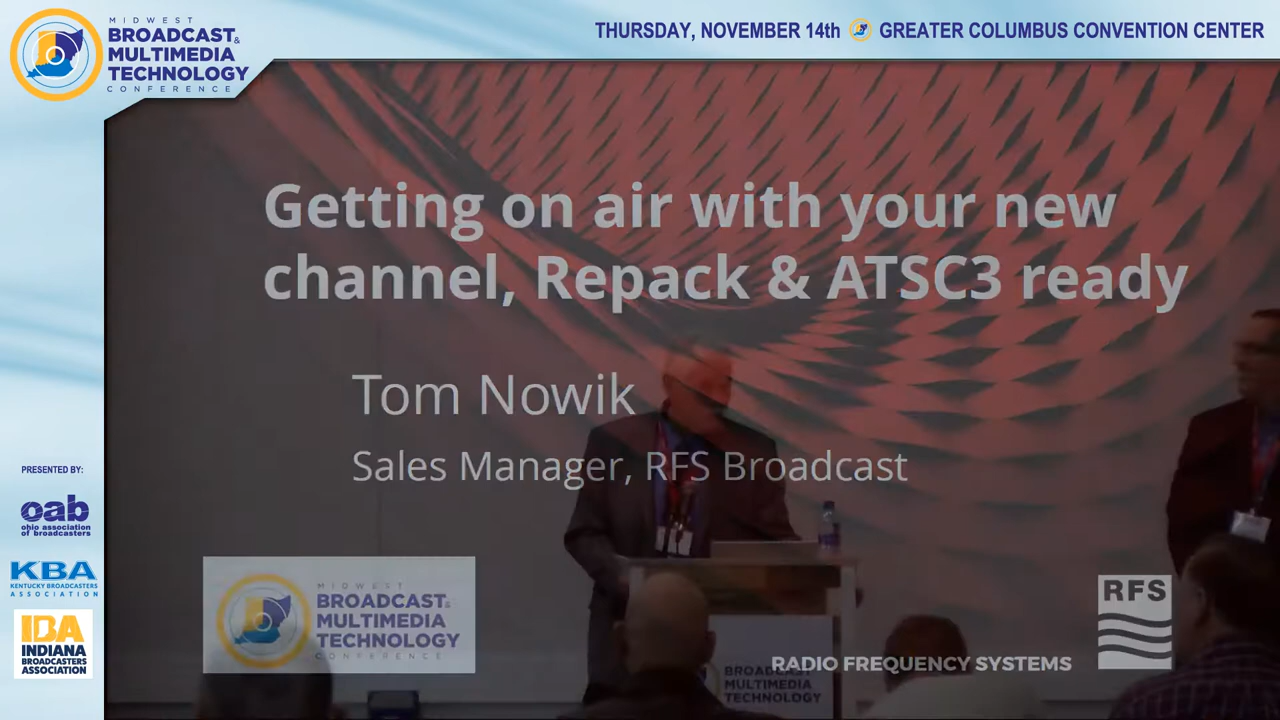 MIDWEST
BROADCAST&
MULTIMEDIA
TECHNOLOGY
CONFERENCE
THURSDAY, NOVEMBER 14th GREATER COLUMBUS CONVENTION CENTER
Getting on air with your new
channel, Repack & ATSC3 ready
Tom Nowik
Sales Manager, RFS Broadcast
PRESENTED BY:
oab
ohio association
of broadcasters
KBA
KENTUCKY BROADCASTERS
ASSOCIATION
IBA
INDIANA
BROADCASTERS
ASSOCIATION
MIDWEST
BROADCAST&
MULTIMEDIA
TECHNOLOGY
CONFERENCE
BROADCAST
MULTIMEDIA
TECHNOLOGY
RADIO FREQUENCY SYSTEMS
RFS